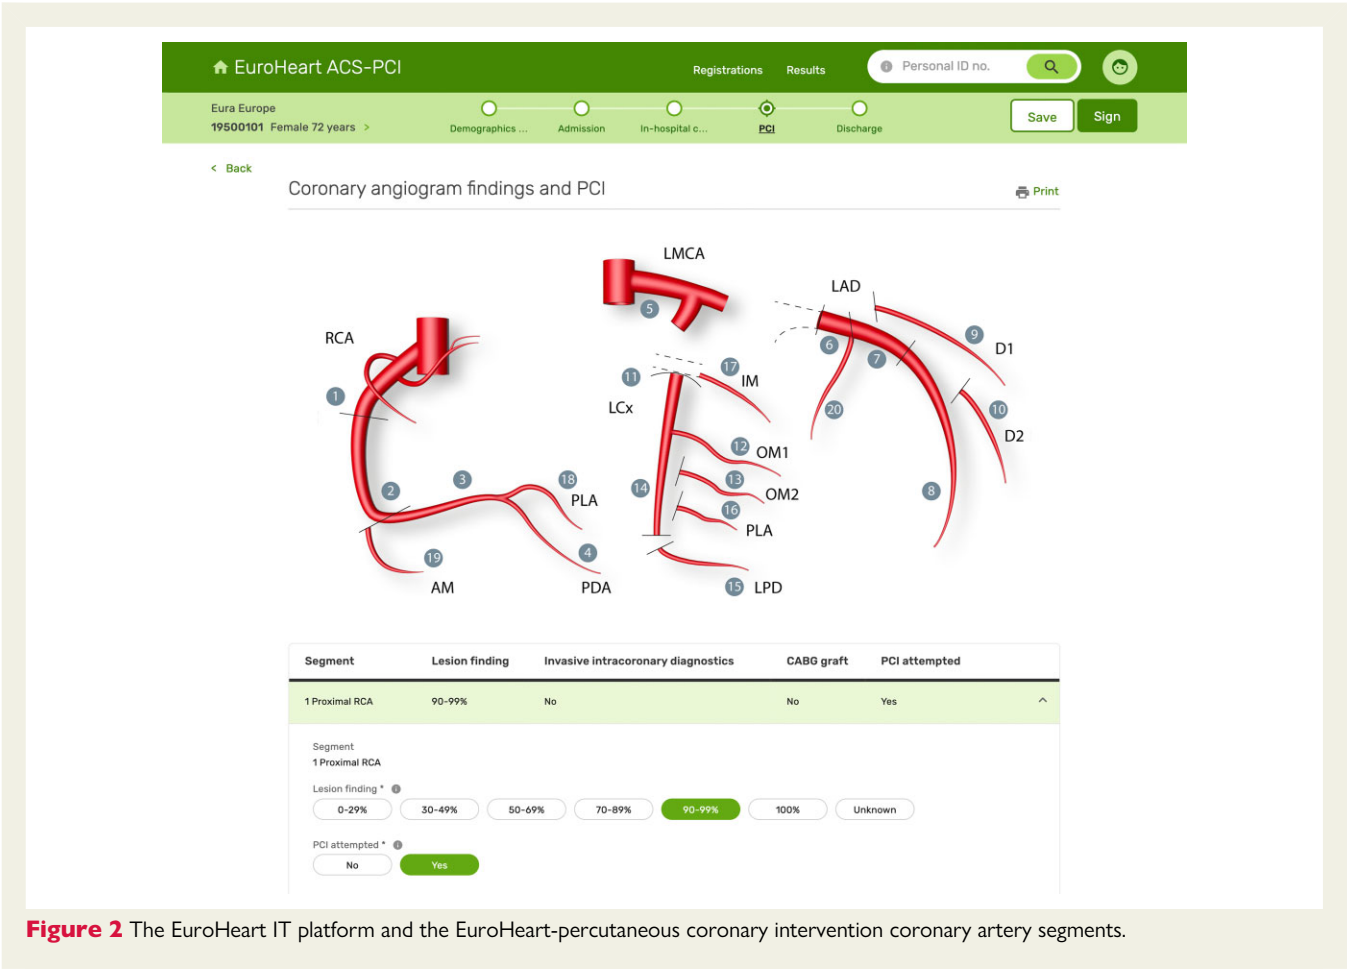 EuroHeart ACS-PCI
Registrations Results Personal ID no.
Eura Europe
19500101 Female 72 years >
Demographics ... Admission In-hospital c... PCI Discharge
Save Sign
< Back
Coronary angiogram findings and PCI
Print
LMCA
5
LAD
9
D1
6
7
20
10
D2
8
RCA
1
2
3
18
PLA
4
PDA
19
AM
11
17
IM
LCx
12
OM1
13
OM2
14
16
PLA
15 LPD
Segment Lesion finding Invasive intracoronary diagnostics CABG graft PCI attempted
1 Proximal RCA 90-99% No No Yes
Segment
1 Proximal RCA
Lesion finding *
0-29% 30-49% 50-69% 70-89% 90-99% 100% Unknown
PCI attempted *
No Yes
Figure 2 The EuroHeart IT platform and the EuroHeart-percutaneous coronary intervention coronary artery segments.